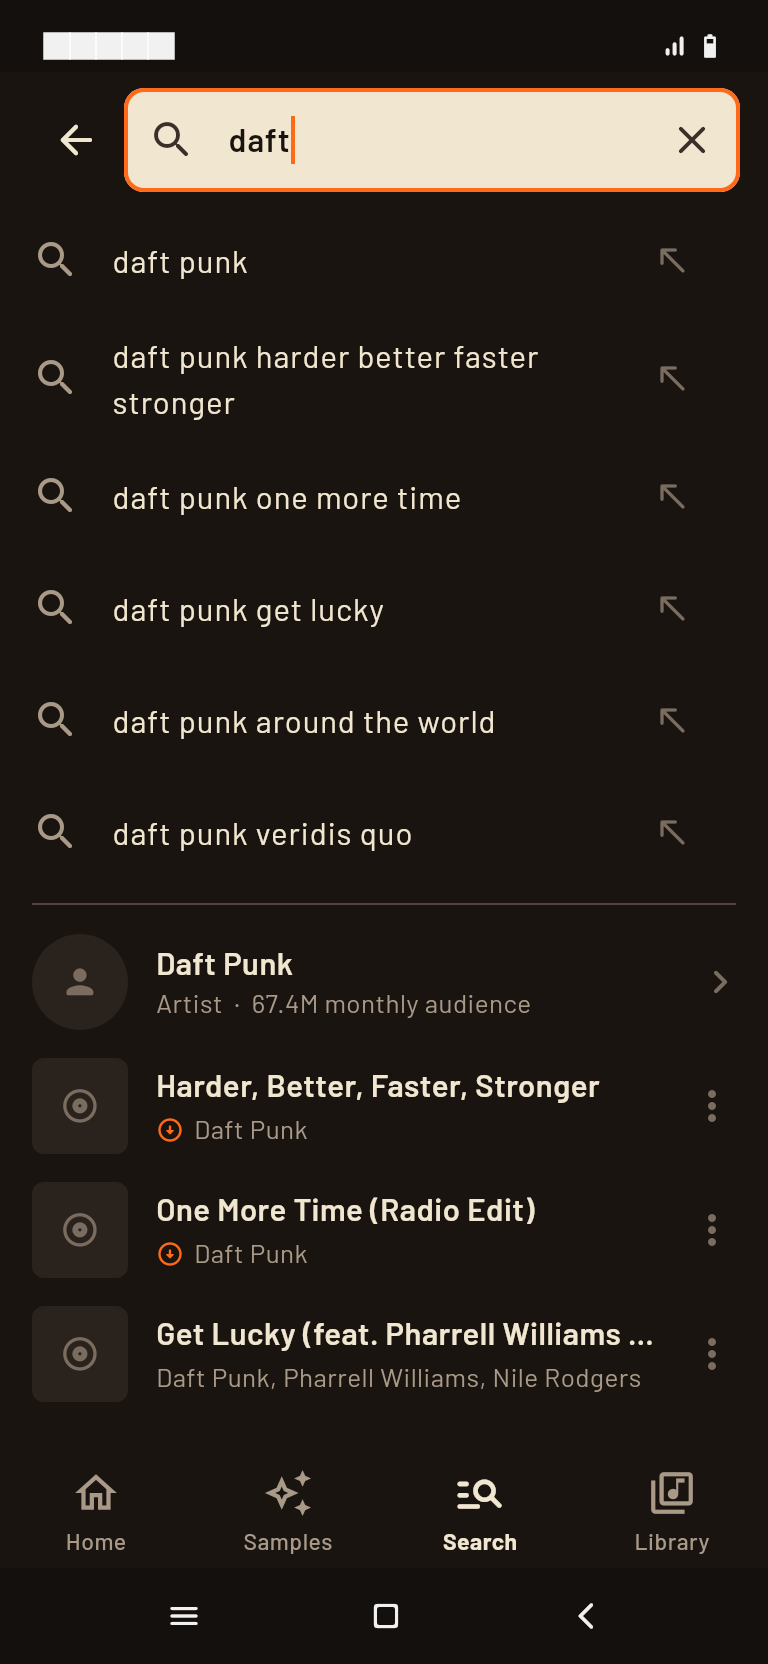 daft
daft punk
daft punk harder better faster
stronger
daft punk one more time
daft punk get lucky
daft punk around the world
daft punk veridis quo
Daft Punk
Artist · 67.4M monthly audience
Harder, Better, Faster, Stronger
Daft Punk
One More Time (Radio Edit)
Daft Punk
Get Lucky (feat. Pharrell Williams ...
Daft Punk, Pharrell Williams, Nile Rodgers
Home Samples Search Library